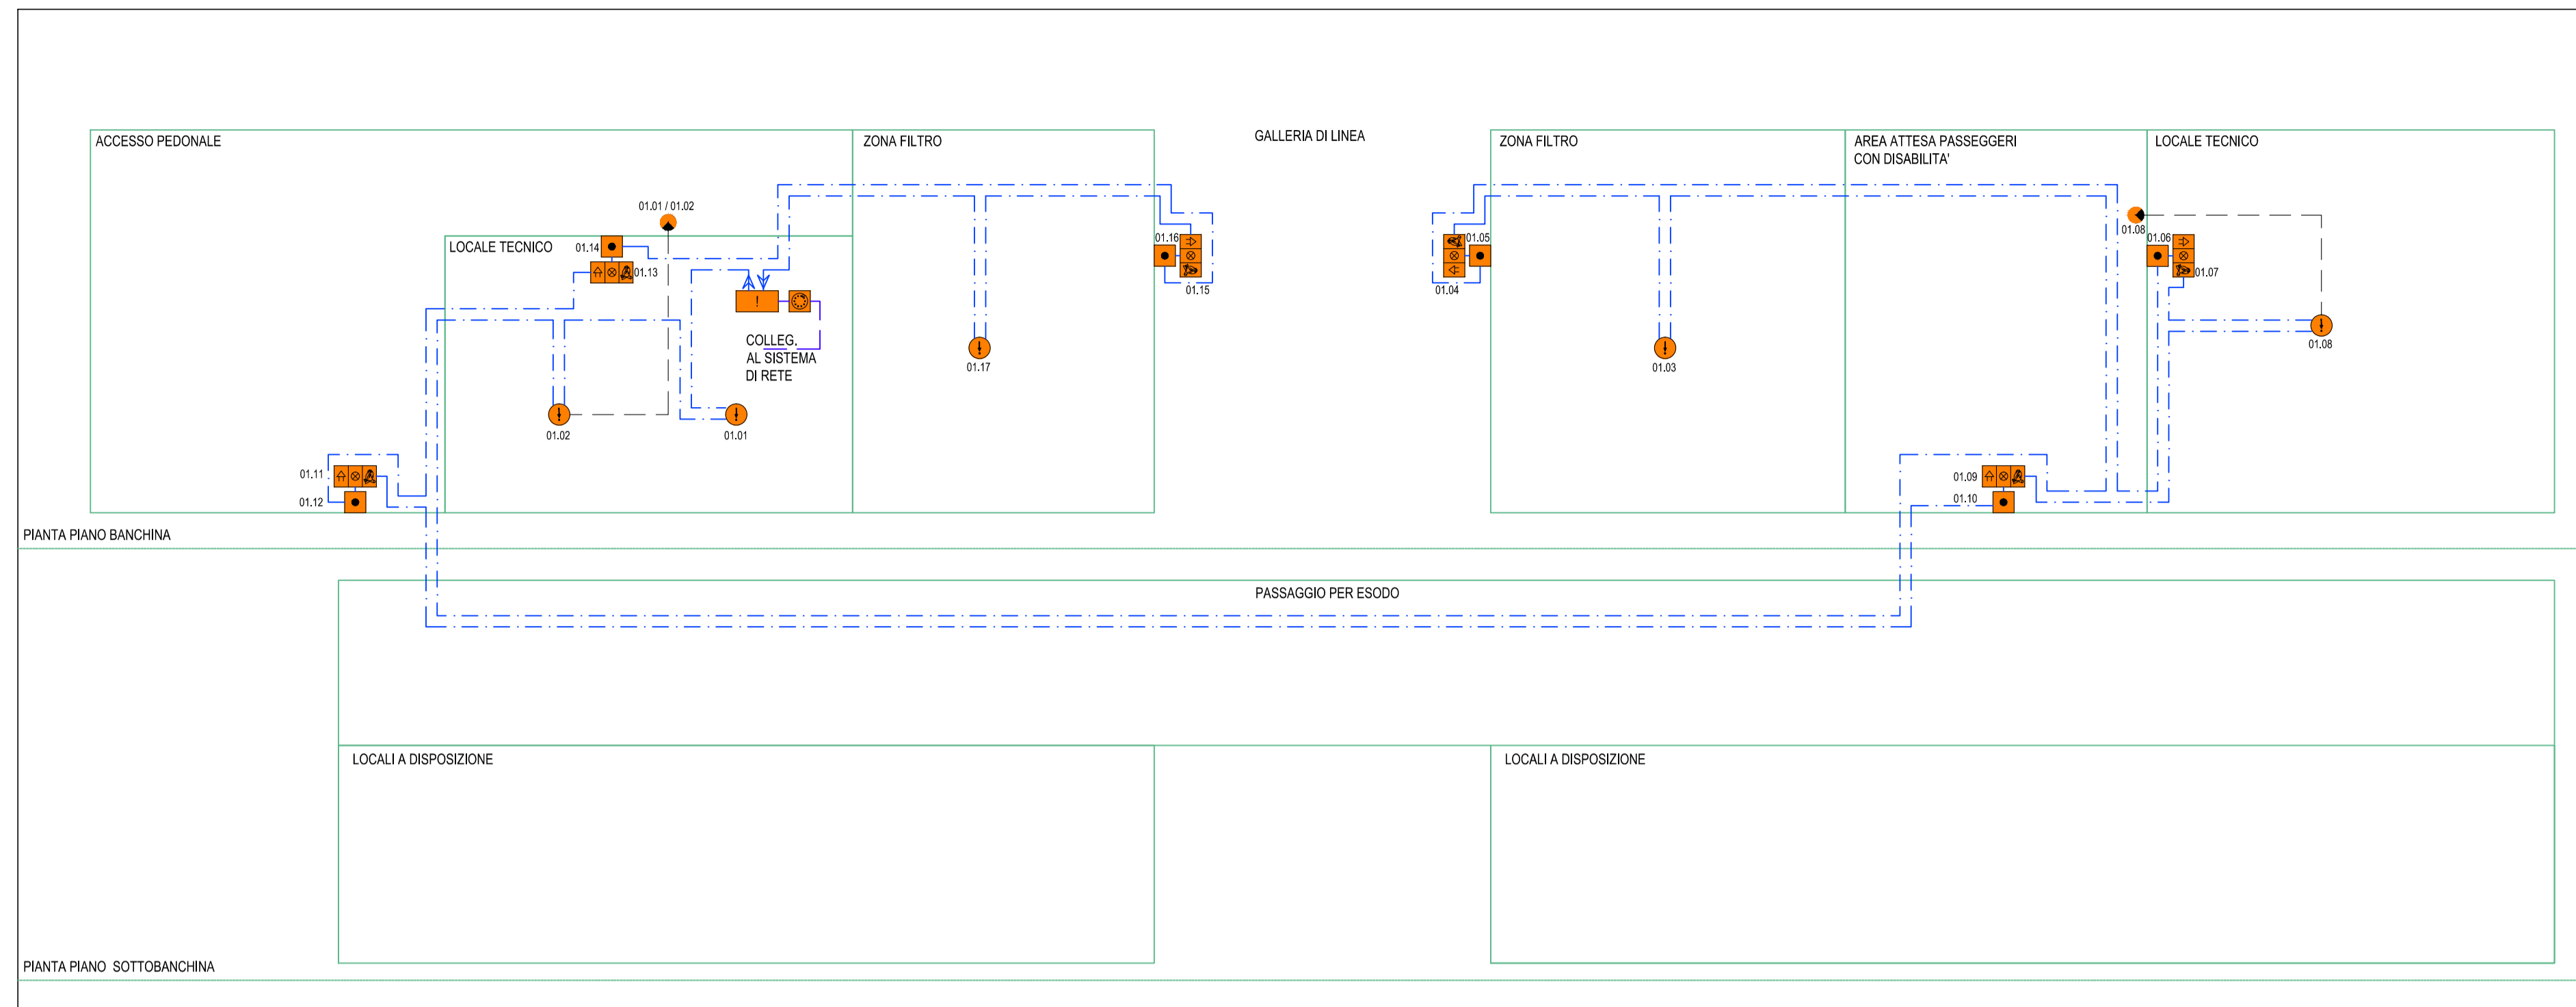 ACCESSO PEDONALE
ZONA FILTRO
GALLERIA DI LINEA
ZONA FILTRO
AREA ATTESA PASSEGGERI
CON DISABILITA'
LOCALE TECNICO
01.01 / 01.02
LOCALE TECNICO
01.14
01.13
01.16
01.15
01.05
01.04
01.08
01.06
01.07
!
COLLEG.
AL SISTEMA
DI RETE
01.17
01.03
01.08
01.02
01.01
01.11
01.12
01.09
01.10
PIANTA PIANO BANCHINA
PASSAGGIO PER ESODO
LOCALI A DISPOSIZIONE
LOCALI A DISPOSIZIONE
PIANTA PIANO SOTTOBANCHINA